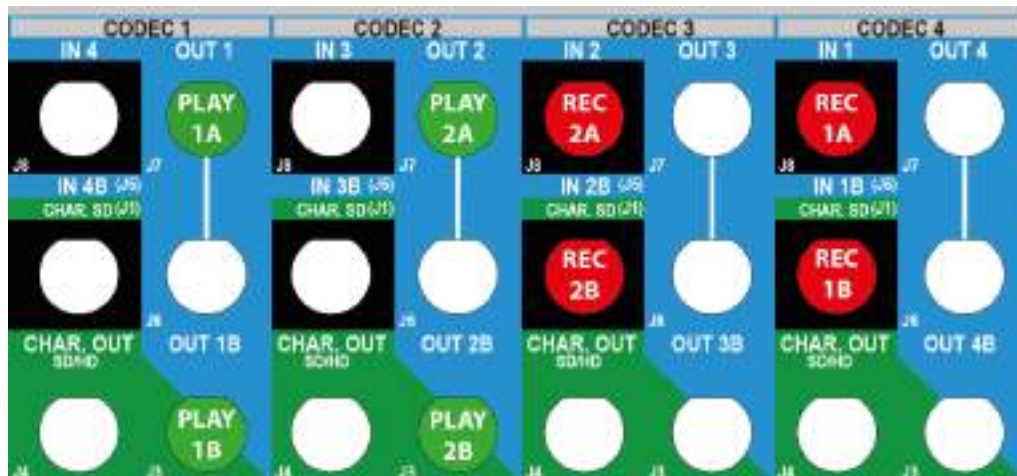 CODEC 1 CODEC 2 CODEC 3 CODEC 4
IN 4 OUT 1 IN 3 OUT 2 IN 2 OUT 3 IN 1 OUT 4
PLAY PLAY REC REC
1A 2A 2A 1A
J8 J7 J8 J7 J8 J7 J8 J7
IN 4B (J6) IN 3B (J6) IN 2B (J6) IN 1B (J6)
CHAR. SD (J1) CHAR. SD (J1) CHAR. SD (J1) CHAR. SD (J1)
REC REC
2B 1B
CHAR. OUT OUT 1B CHAR. OUT OUT 2B CHAR. OUT OUT 3B CHAR. OUT OUT 4B
SD/HD SD/HD SD/HD SD/HD
PLAY PLAY
1B 2B
J4 J3 J4 J3 J4 J3 J4 J3